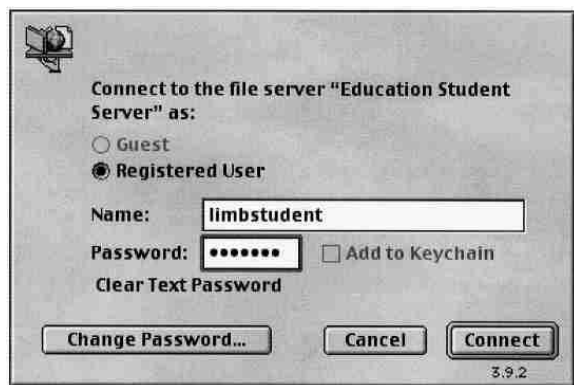 Connect to the file server “Education Student
Server” as:
Guest
Registered User
Name: limbstudent
Password: ••••••• Add to Keychain
Clear Text Password
Change Password... Cancel Connect
3.9.2